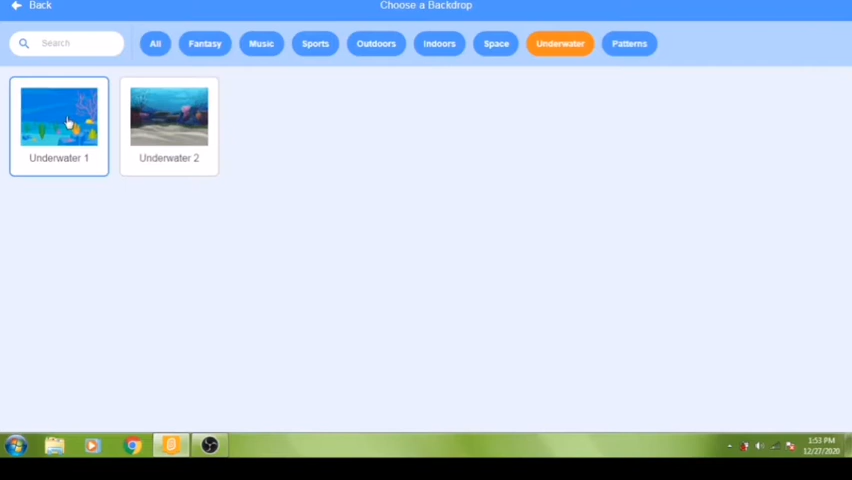 Back
Choose a Backdrop
Search
All
Fantasy
Music
Sports
Outdoors
Indoors
Space
Underwater
Patterns
Underwater 1
Underwater 2
1:53 PM
12/27/2020